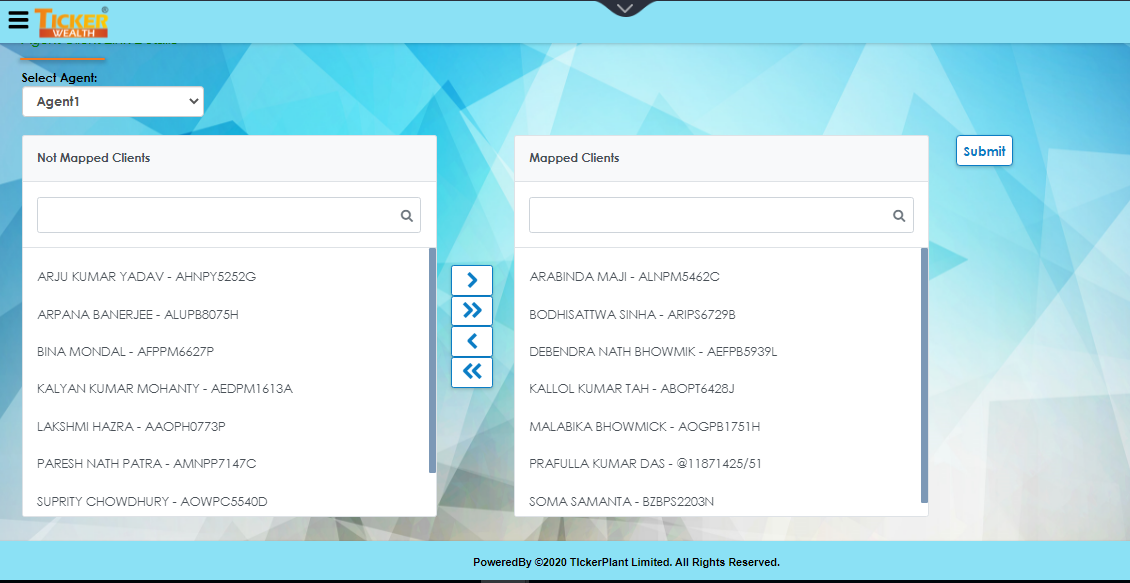 TICKER®
WEALTH
Select Agent:
Agent1
Not Mapped Clients
ARJU KUMAR YADAV - AHNPY5252G
ARPANA BANERJEE - ALUPB8075H
BINA MONDAL - AFPPM6627P
KALYAN KUMAR MOHANTY - AEDPM1613A
LAKSHMI HAZRA - AAOPH0773P
PARESH NATH PATRA - AMNPP7147C
SUPRITY CHOWDHURY - AOWPC5540D
Mapped Clients
ARABINDA MAJI - ALNPM5462C
BODHISATTWA SINHA - ARIPS6729B
DEBENDRA NATH BHOWMIK - AEFPB5939L
KALLOL KUMAR TAH - ABOPT6428J
MALABIKA BHOWMICK - AOGPB1751H
PRAFULLA KUMAR DAS - @11871425/51
SOMA SAMANTA - BZBPS2203N
Submit
PoweredBy ©2020 TIckerPlant Limited. All Rights Reserved.